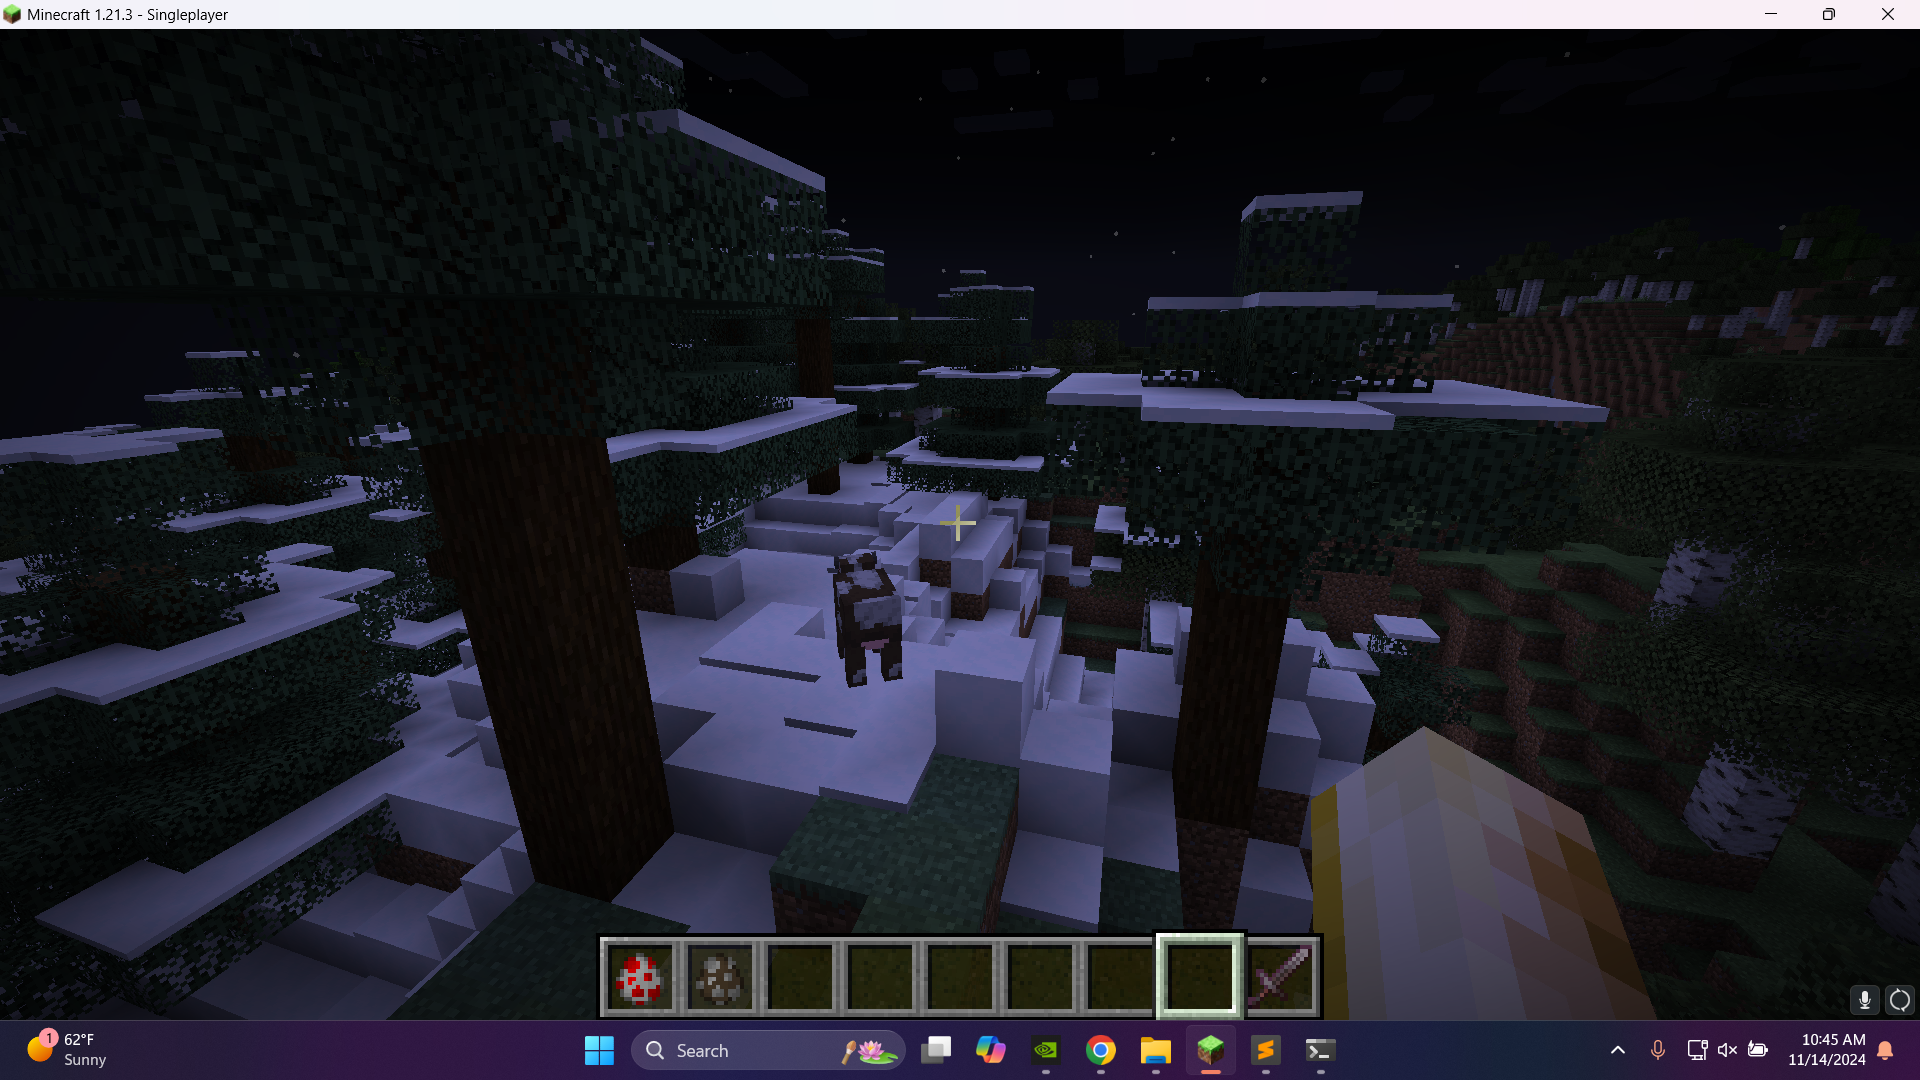 Minecraft 1.21.3 - Singleplayer
1
62°F
Sunny
Search
10:45 AM
11/14/2024